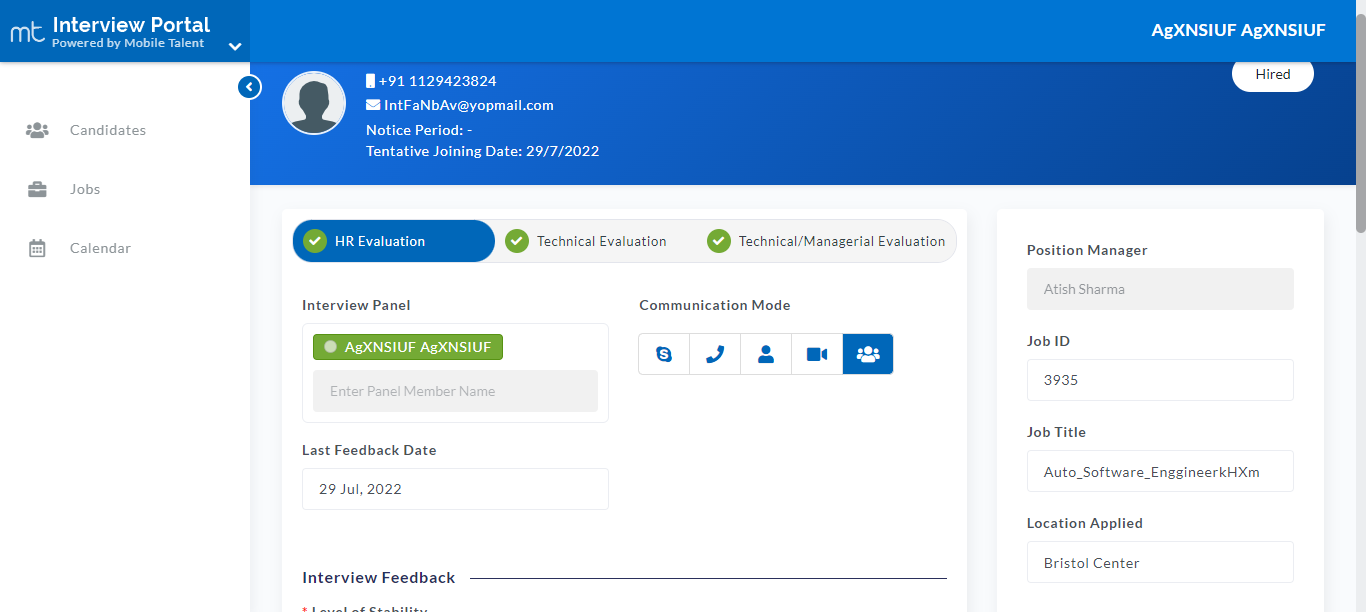 mt Interview Portal
Powered by Mobile Talent
AgXNSIUF AgXNSIUF
Candidates
Jobs
Calendar
+91 1129423824
IntFaNbAv@yopmail.com
Notice Period: -
Tentative Joining Date: 29/7/2022
Hired
HR Evaluation
Technical Evaluation
Technical/Managerial Evaluation
Interview Panel
AgXNSIUF AgXNSIUF
Enter Panel Member Name
Communication Mode
Last Feedback Date
29 Jul, 2022
Interview Feedback
* Level of Stability
Position Manager
Atish Sharma
Job ID
3935
Job Title
Auto_Software_EnggineerkHXm
Location Applied
Bristol Center